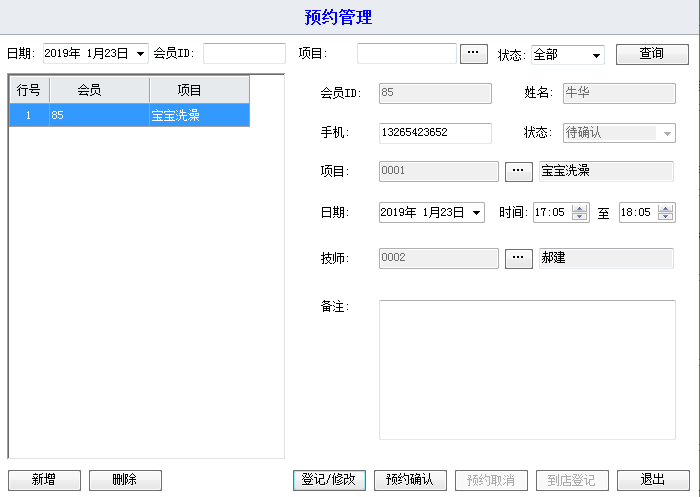 预约管理
日期: 2019年 1月23日 会员ID: 项目: ... 状态: 全部 查询
行号 会员 项目
1 85 宝宝洗澡
会员ID: 85 姓名: 牛华
手机: 13265423652 状态: 待确认
项目: 0001 ... 宝宝洗澡
日期: 2019年 1月23日 时间: 17:05 至 18:05
技师: 0002 ... 郝建
备注:
新增 删除 登记/修改 预约确认 预约取消 到店登记 退出